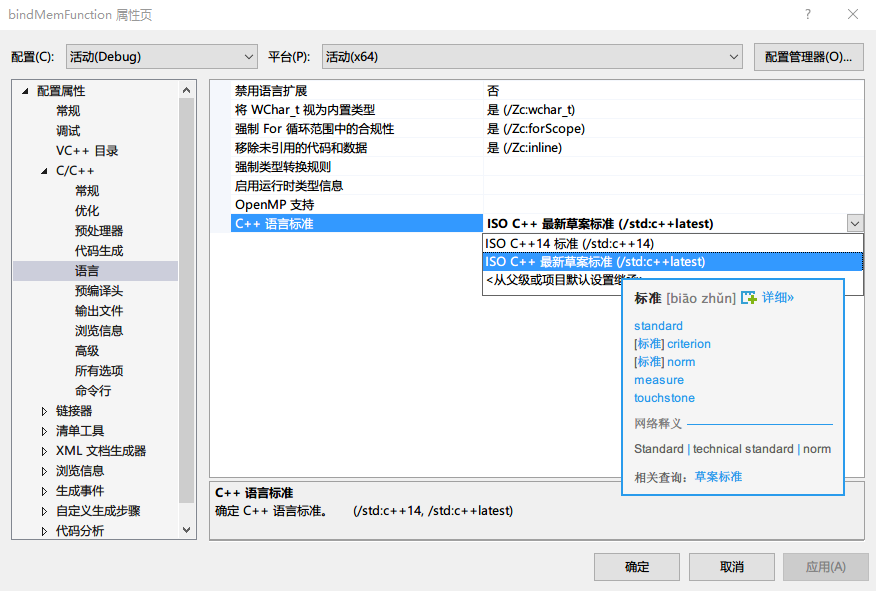 bindMemFunction 属性页
配置(C): 活动(Debug) 平台(P): 活动(x64) 配置管理器(O)...
配置属性
常规
调试
VC++ 目录
C/C++
常规
优化
预处理器
代码生成
语言
预编译头
输出文件
浏览信息
高级
所有选项
命令行
链接器
清单工具
XML 文档生成器
浏览信息
生成事件
自定义生成步骤
代码分析
禁用语言扩展 否
将 WChar_t 视为内置类型 是 (/Zc:wchar_t)
强制 For 循环范围中的合规性 是 (/Zc:forScope)
移除未引用的代码和数据 是 (/Zc:inline)
强制类型转换规则
启用运行时类型信息
OpenMP 支持
C++ 语言标准 ISO C++ 最新草案标准 (/std:c++latest)
ISO C++14 标准 (/std:c++14)
ISO C++ 最新草案标准 (/std:c++latest)
<从父级或项目默认设置继承>
标准 [biāo zhǔn] 详细»
standard
[标准] criterion
[标准] norm
measure
touchstone
网络释义
Standard | technical standard | norm
相关查询: 草案标准
C++ 语言标准
确定 C++ 语言标准。 (/std:c++14, /std:c++latest)
确定 取消 应用(A)